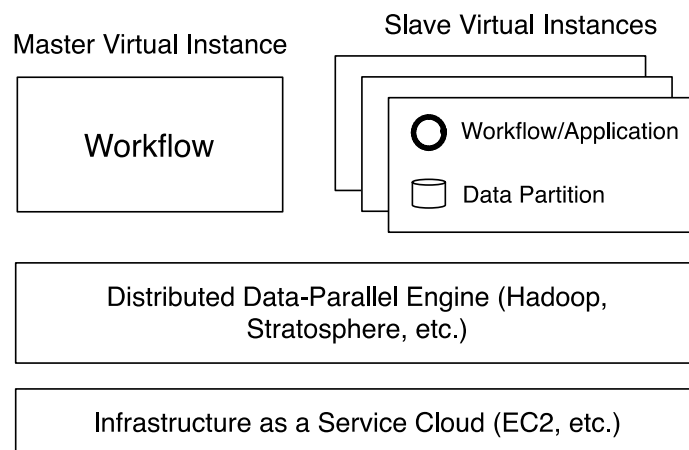 Master Virtual Instance
Slave Virtual Instances
Workflow
Workflow/Application
Data Partition
Distributed Data-Parallel Engine (Hadoop,
Stratosphere, etc.)
Infrastructure as a Service Cloud (EC2, etc.)